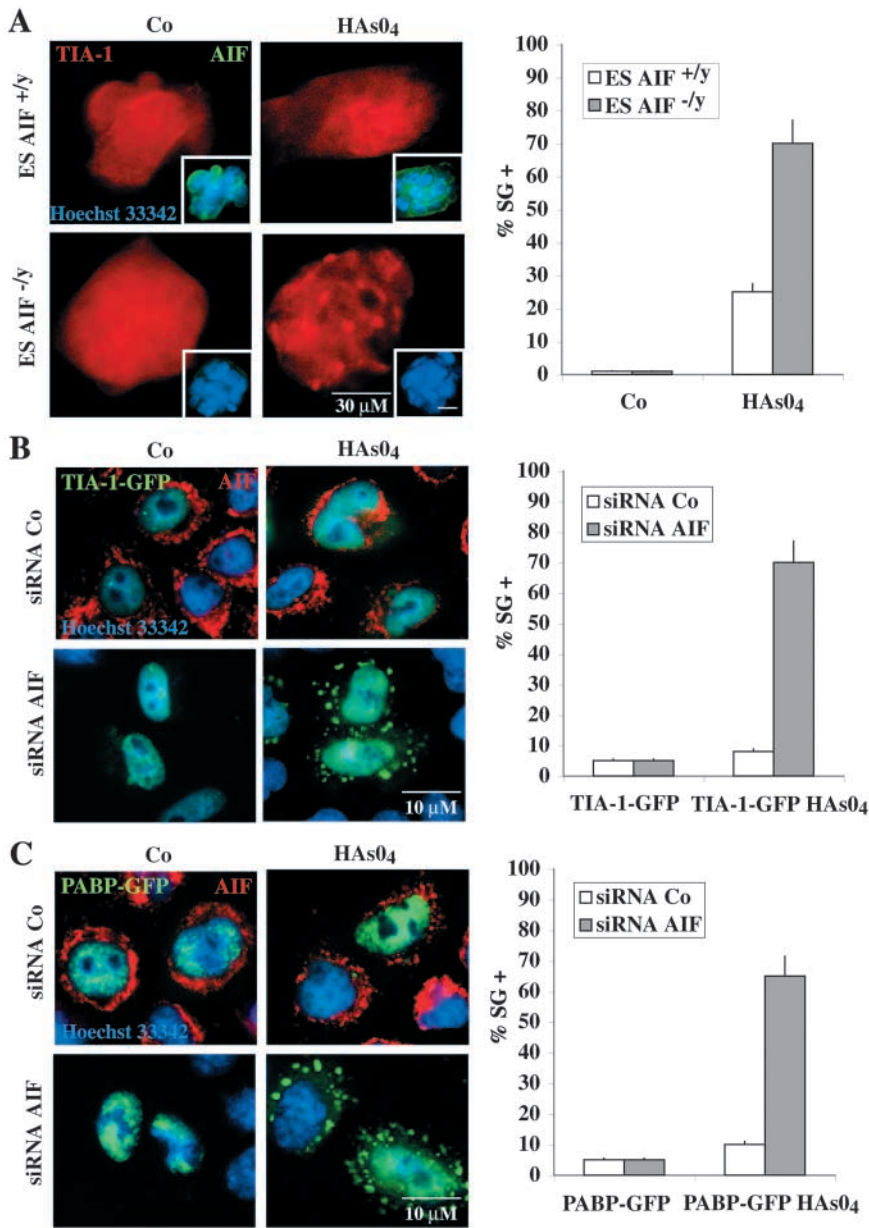 A
Co
HAs0₄
TIA-1 AIF
ES AIF +/y
Hoechst 33342
ES AIF -/y
30 µM
% SG +
100
90
80
70
60
50
40
30
20
10
0
ES AIF +/y
ES AIF -/y
Co HAs0₄
B
Co
HAs0₄
TIA-1-GFP AIF
siRNA Co
Hoechst 33342
siRNA AIF
10 µM
% SG +
100
90
80
70
60
50
40
30
20
10
0
siRNA Co
siRNA AIF
TIA-1-GFP TIA-1-GFP HAs0₄
C
Co
HAs0₄
PABP-GFP AIF
siRNA Co
Hoechst 33342
siRNA AIF
10 µM
% SG +
100
90
80
70
60
50
40
30
20
10
0
siRNA Co
siRNA AIF
PABP-GFP PABP-GFP HAs0₄